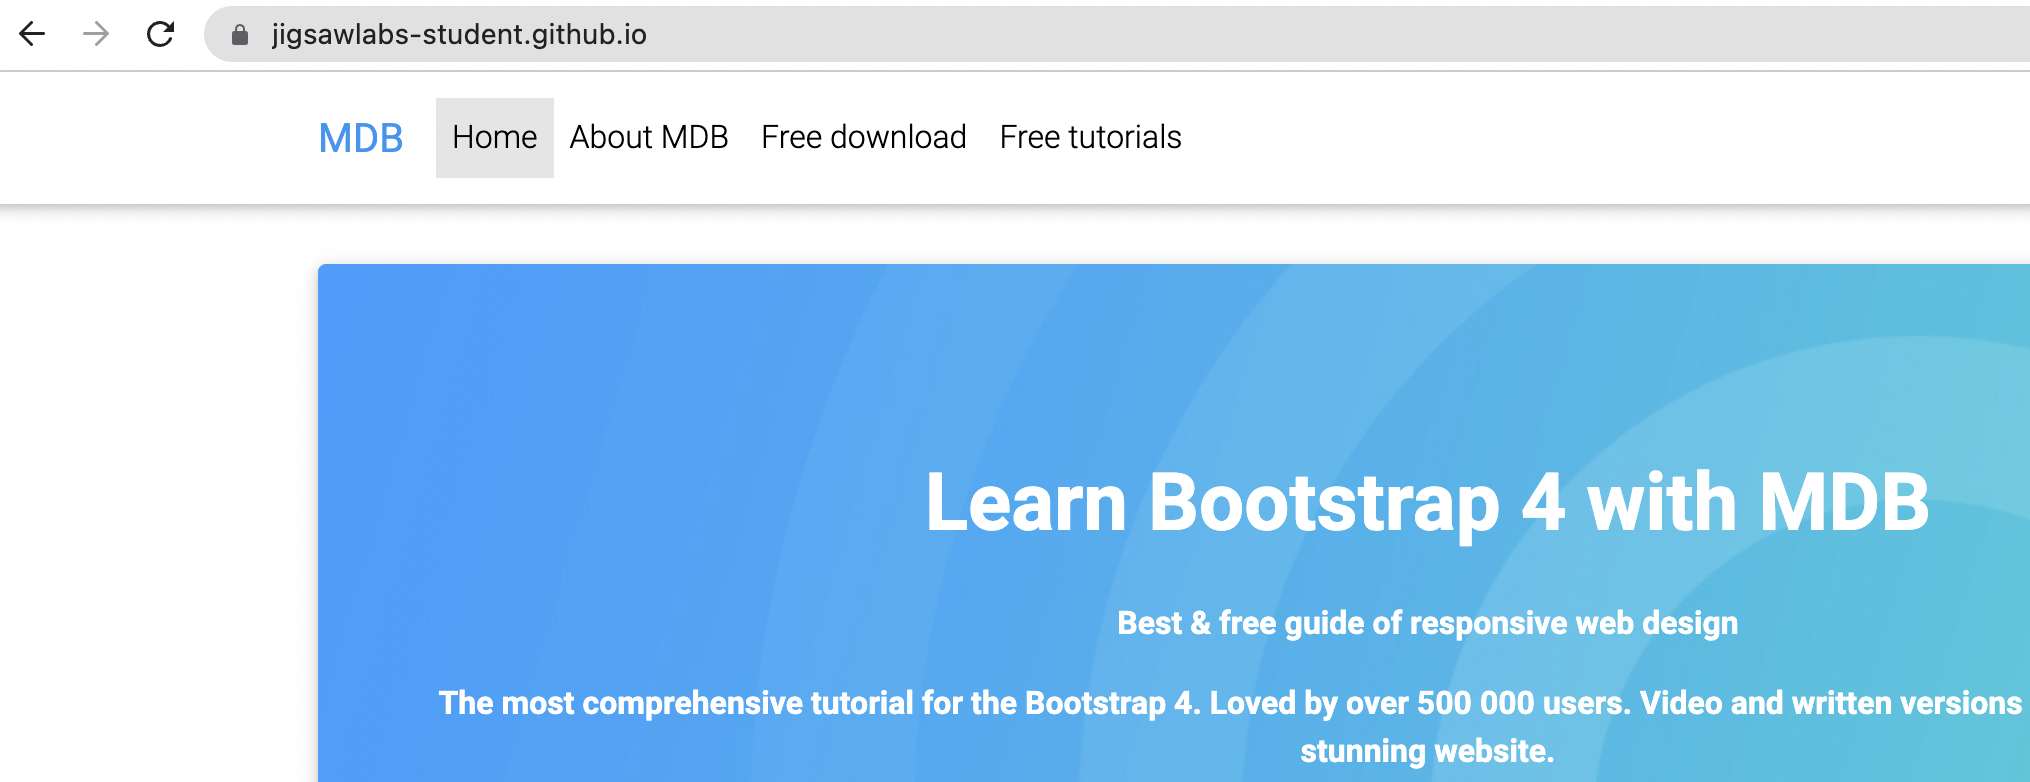 jigsawlabs-student.github.io
MDB Home About MDB Free download Free tutorials
Learn Bootstrap 4 with MDB
Best & free guide of responsive web design
The most comprehensive tutorial for the Bootstrap 4. Loved by over 500 000 users. Video and written versions
stunning website.